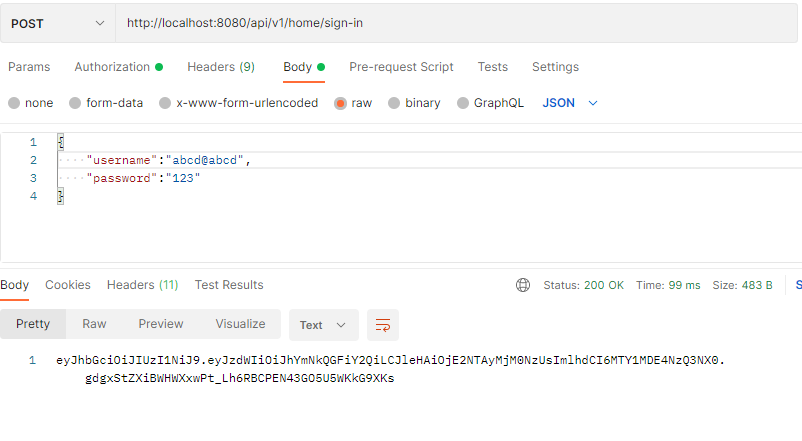 POST http://localhost:8080/api/v1/home/sign-in
Params Authorization Headers (9) Body Pre-request Script Tests Settings
none form-data x-www-form-urlencoded raw binary GraphQL JSON
1 {
2 ····"username":"abcd@abcd",
3 ····"password":"123"
4 }
Body Cookies Headers (11) Test Results Status: 200 OK Time: 99 ms Size: 483 B S
Pretty Raw Preview Visualize Text
1 eyJhbGciOiJIUzI1NiJ9.eyJzdWIiOiJhYmNkQGFiY2QiLCJleHAiOjE2NTAyMjM0NzUsImlhdCI6MTY1MDE4NzQ3NX0.
gdgxStZXiBWHWXxwPt_Lh6RBCPEN43GO5U5WKkG9XKs